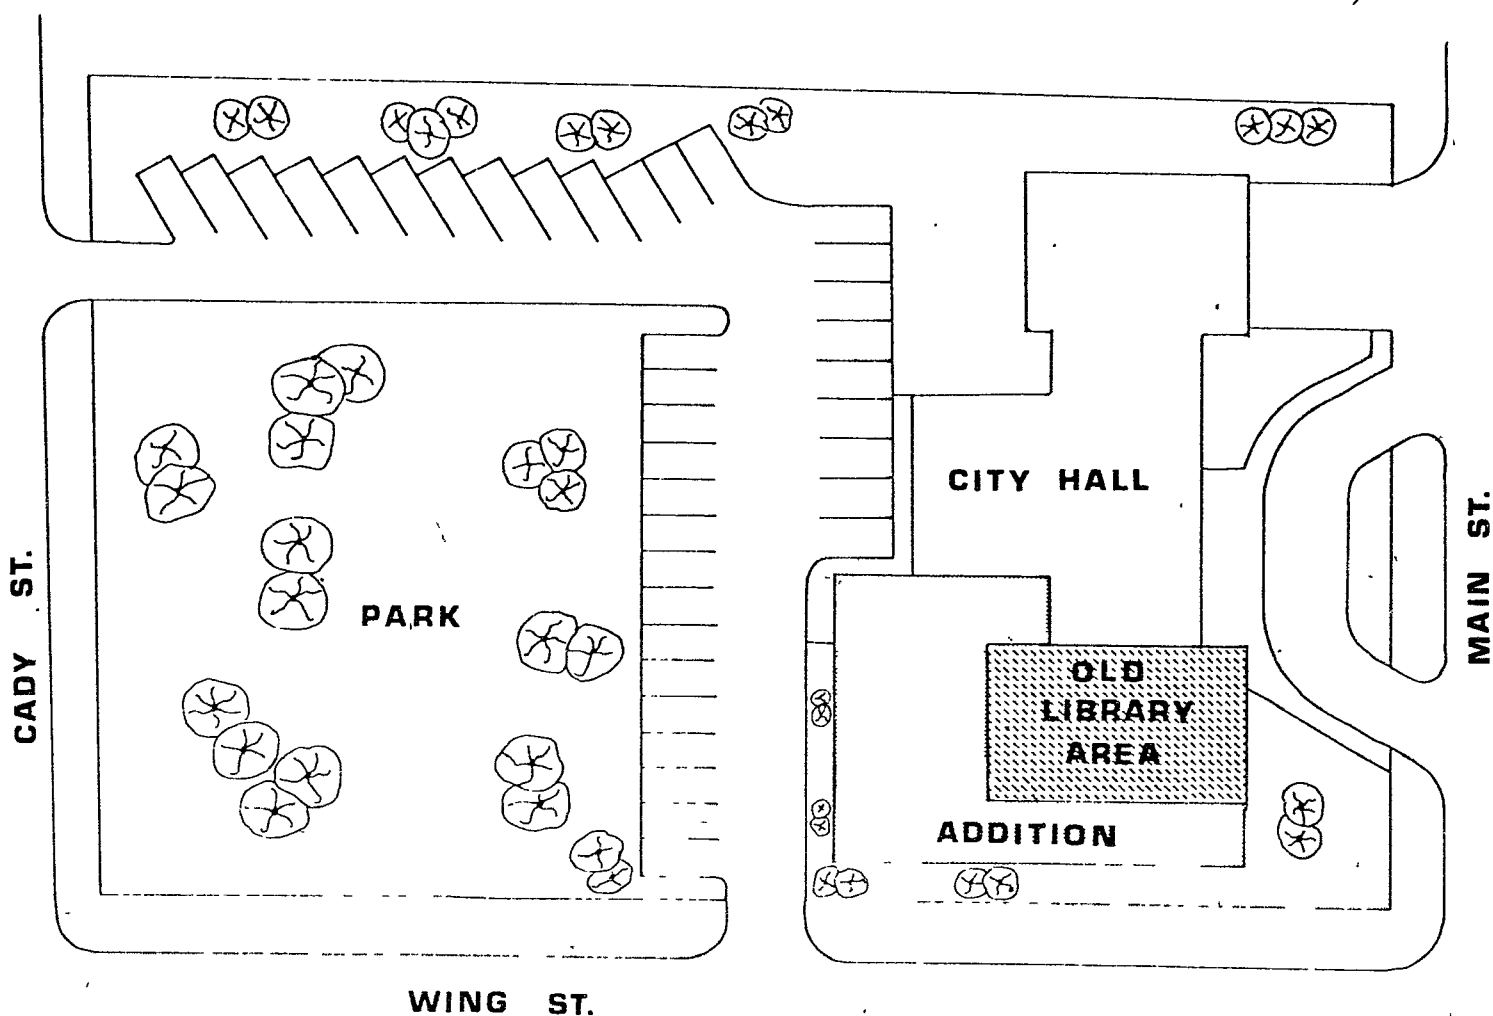 CITY HALL
MAIN ST.
CADY ST.
PARK
OLD
LIBRARY
AREA
ADDITION
WING ST.